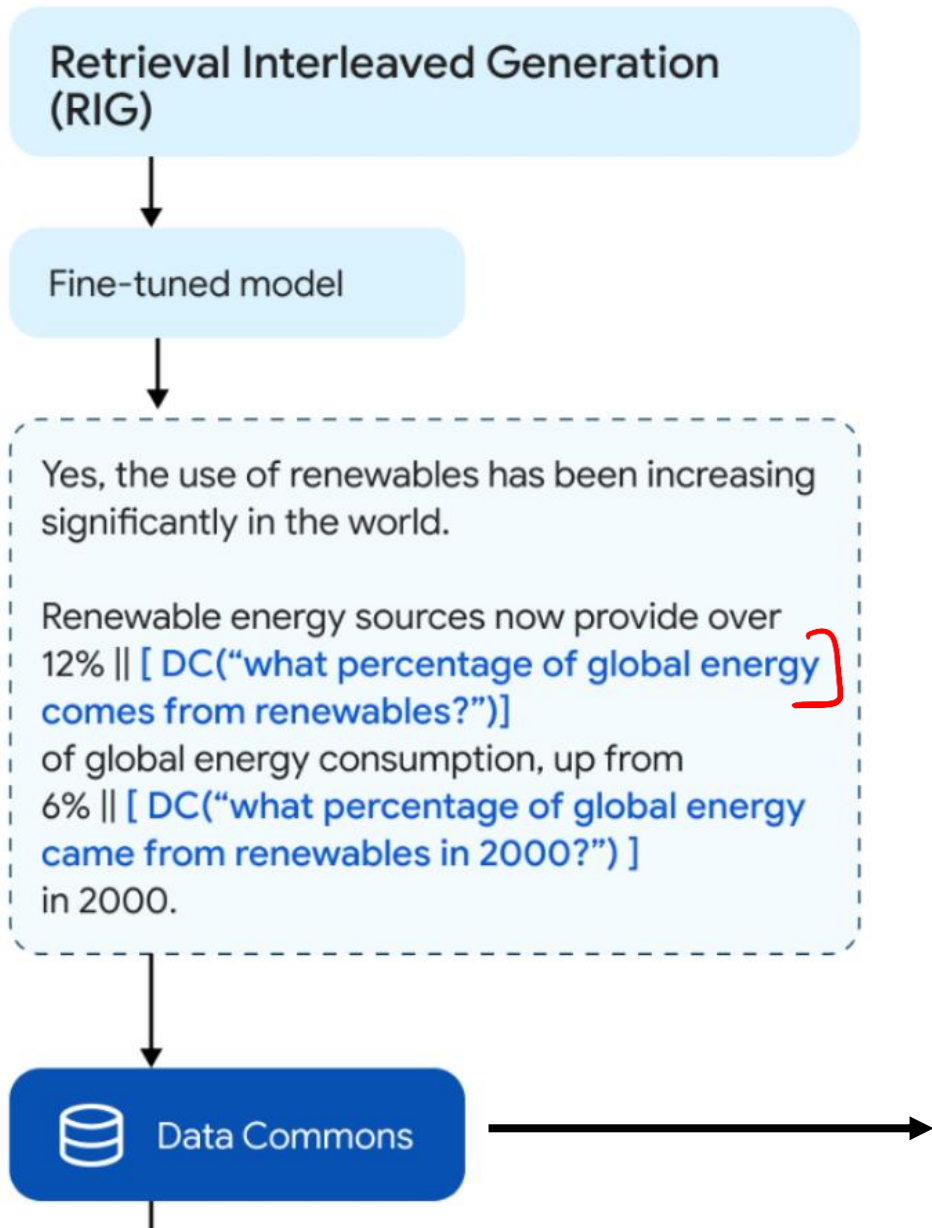 Retrieval Interleaved Generation
(RIG)
Fine-tuned model
Yes, the use of renewables has been increasing
significantly in the world.
Renewable energy sources now provide over
12% || [ DC(“what percentage of global energy
comes from renewables?”)]
of global energy consumption, up from
6% || [ DC(“what percentage of global energy
came from renewables in 2000?”) ]
in 2000.
Data Commons